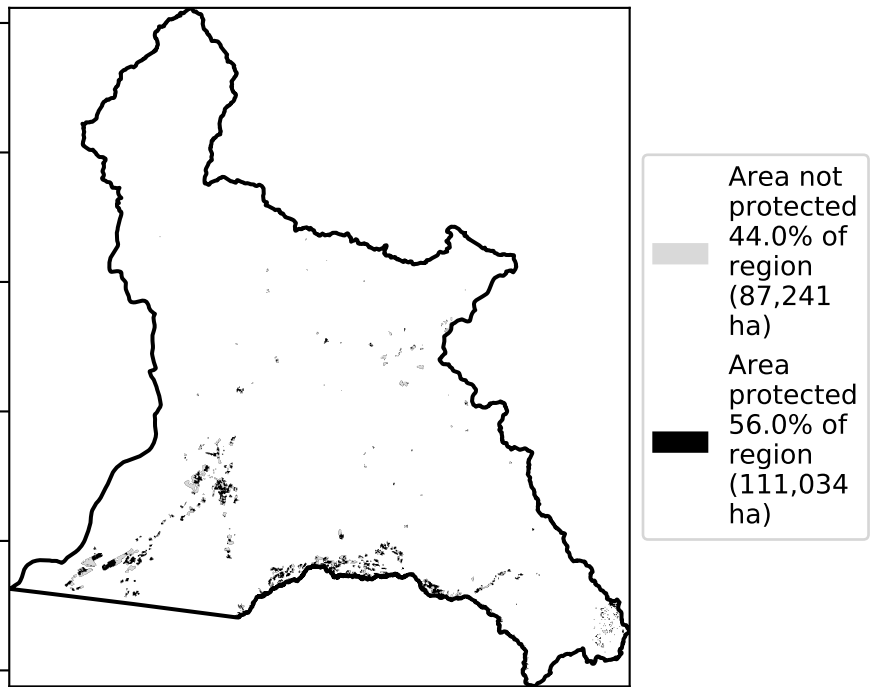 Area not
protected
44.0% of
region
(87,241
ha)
Area
protected
56.0% of
region
(111,034
ha)